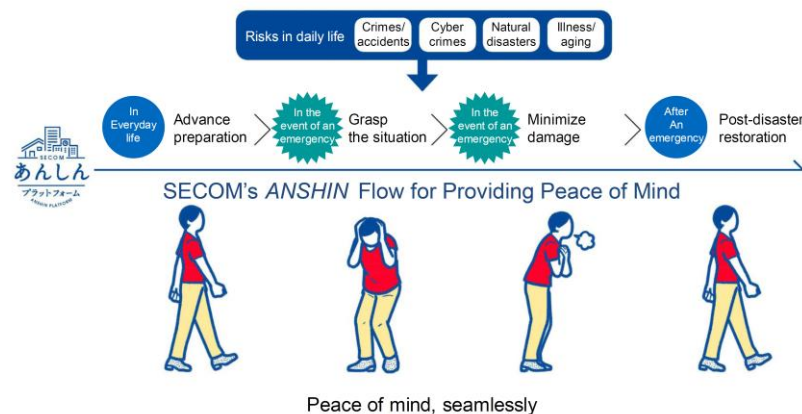 Risks in daily life
Crimes/
accidents
Cyber
crimes
Natural
disasters
Illness/
aging
In
Everyday
life
Advance
preparation
In the
event of an
emergency
Grasp
the situation
In the
event of an
emergency
Minimize
damage
After
An
emergency
Post-disaster
restoration
SECOM
あんしん
プラットフォーム
ANSHIN PLATFORM
SECOM's ANSHIN Flow for Providing Peace of Mind
Peace of mind, seamlessly